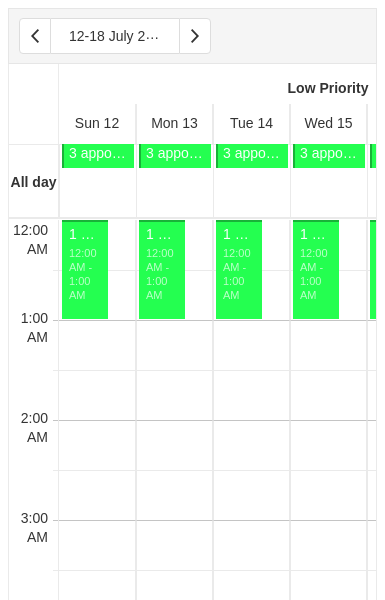 12-18 July 2···
Low Priority
Sun 12 Mon 13 Tue 14 Wed 15
All day
3 appo... 3 appo... 3 appo... 3 appo...
12:00
AM
1 ... 1 ... 1 ... 1 ...
12:00 12:00 12:00 12:00
AM - AM - AM - AM -
1:00 1:00 1:00 1:00
AM AM AM AM
1:00
AM
2:00
AM
3:00
AM